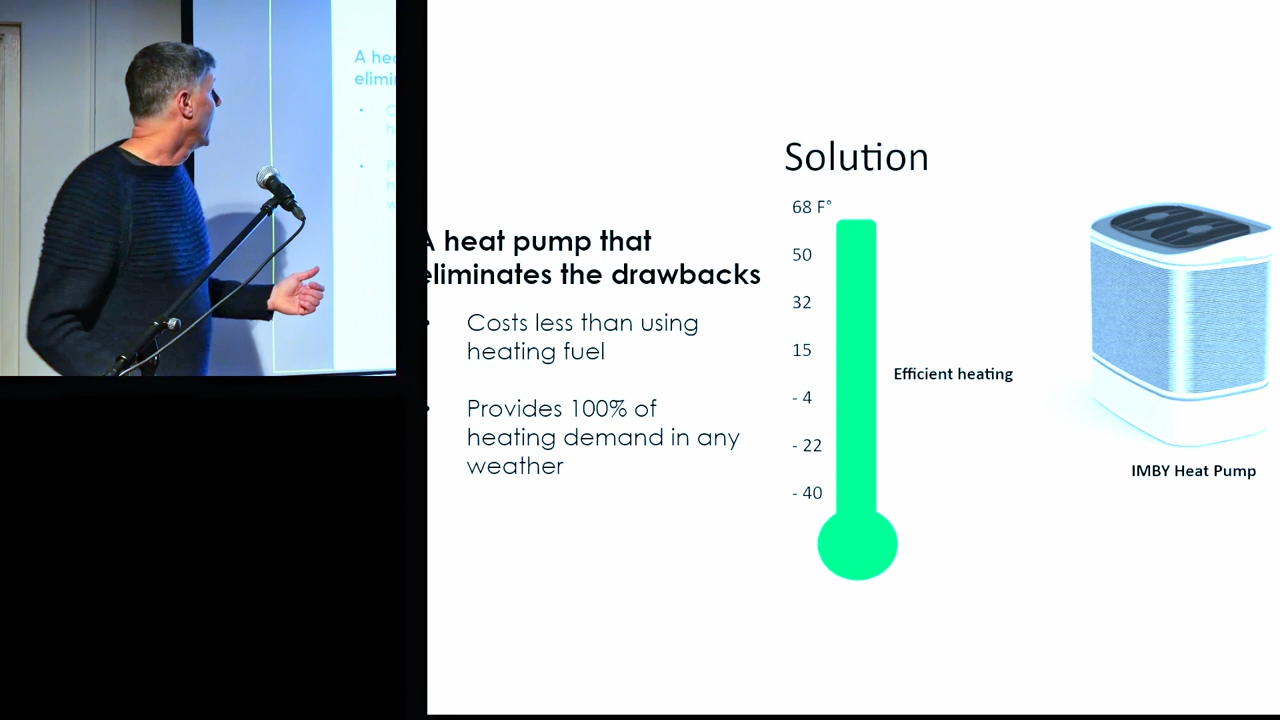 A hea
elimi
Solution
A heat pump that
eliminates the drawbacks
• Costs less than using
heating fuel
• Provides 100% of
heating demand in any
weather
68 F°
50
32
15
- 4
- 22
- 40
Efficient heating
IMBY Heat Pump